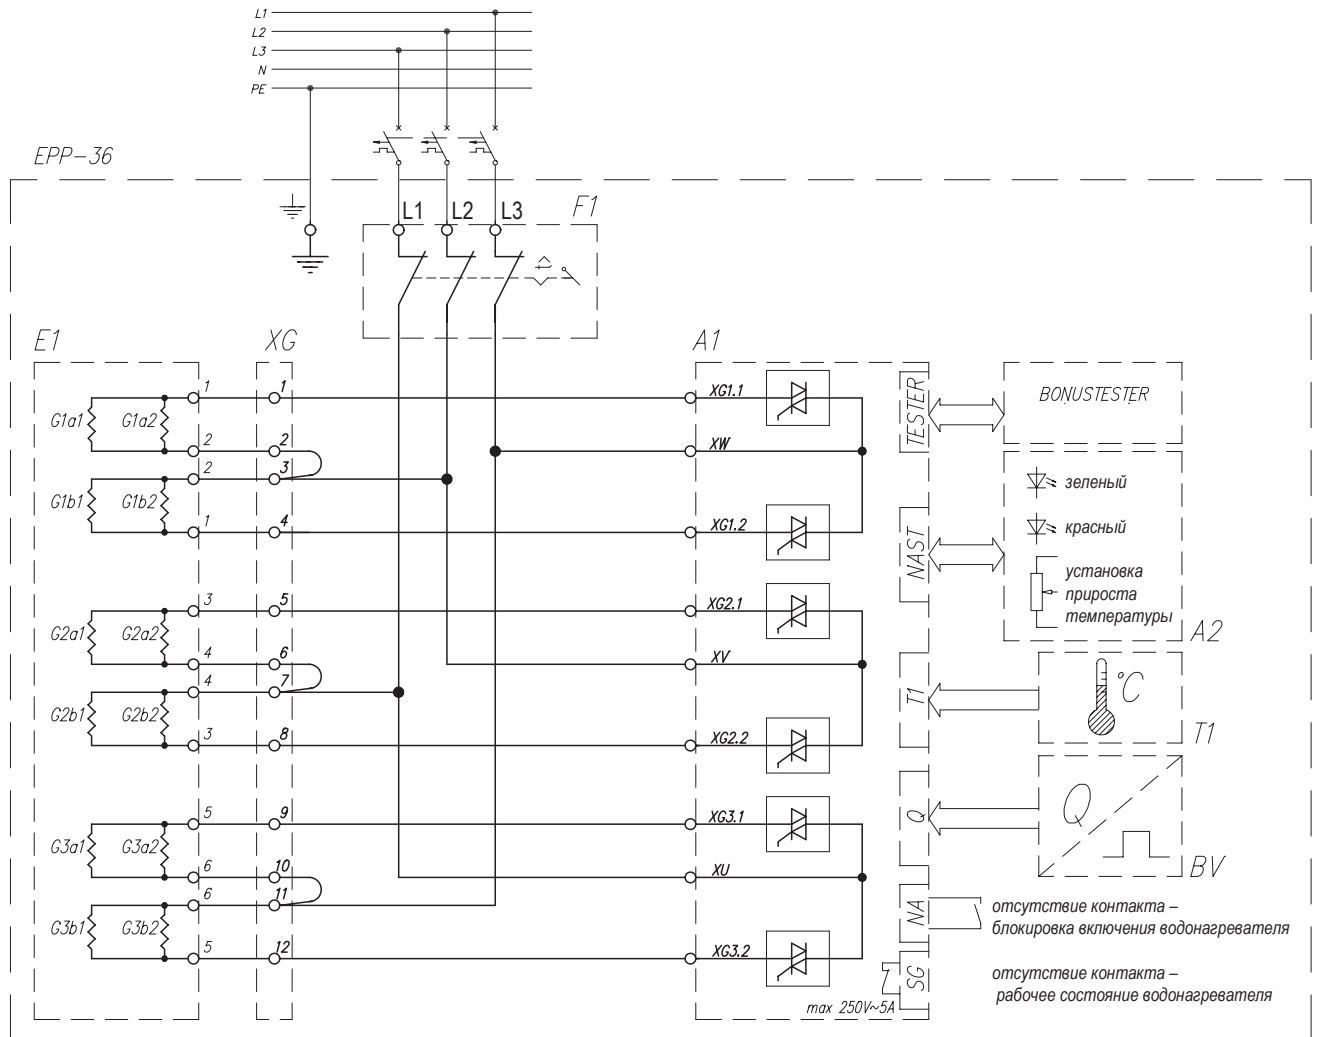 L1
L2
L3
N
PE
EPP-36
L1 L2 L3 F1
E1 XG A1
G1a1 G1a2 1 1 XG1.1 TESTER BONUSTESTER
2 2 XW
2 3 зеленый
G1b1 G1b2
1 4 XG1.2 NAST красный
установка
прироста
температуры
3 5 XG2.1
G2a1 G2a2
A2
4 6 XV
4 7 T1 °C
G2b1 G2b2
3 8 XG2.2 T1
5 9 XG3.1 Q Q
G3a1 G3a2
6 10 XU BV
6 11 NA отсутствие контакта –
блокировка включения водонагревателя
G3b1 G3b2
5 12 XG3.2
SG отсутствие контакта –
рабочее состояние водонагревателя
max 250V~5A